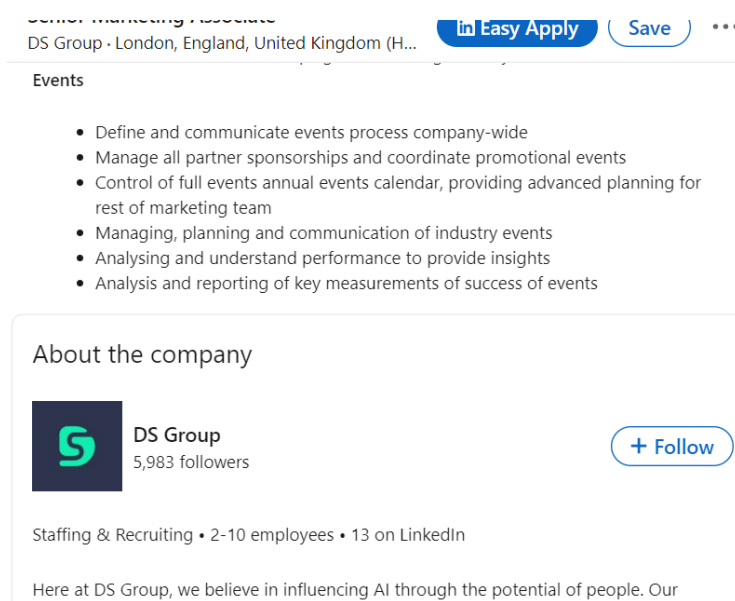 Senior Marketing Associate
DS Group · London, England, United Kingdom (H...
in Easy Apply
Save
Events
• Define and communicate events process company-wide
• Manage all partner sponsorships and coordinate promotional events
• Control of full events annual events calendar, providing advanced planning for
rest of marketing team
• Managing, planning and communication of industry events
• Analysing and understand performance to provide insights
• Analysis and reporting of key measurements of success of events
About the company
DS Group
5,983 followers
+ Follow
Staffing & Recruiting • 2-10 employees • 13 on LinkedIn
Here at DS Group, we believe in influencing AI through the potential of people. Our